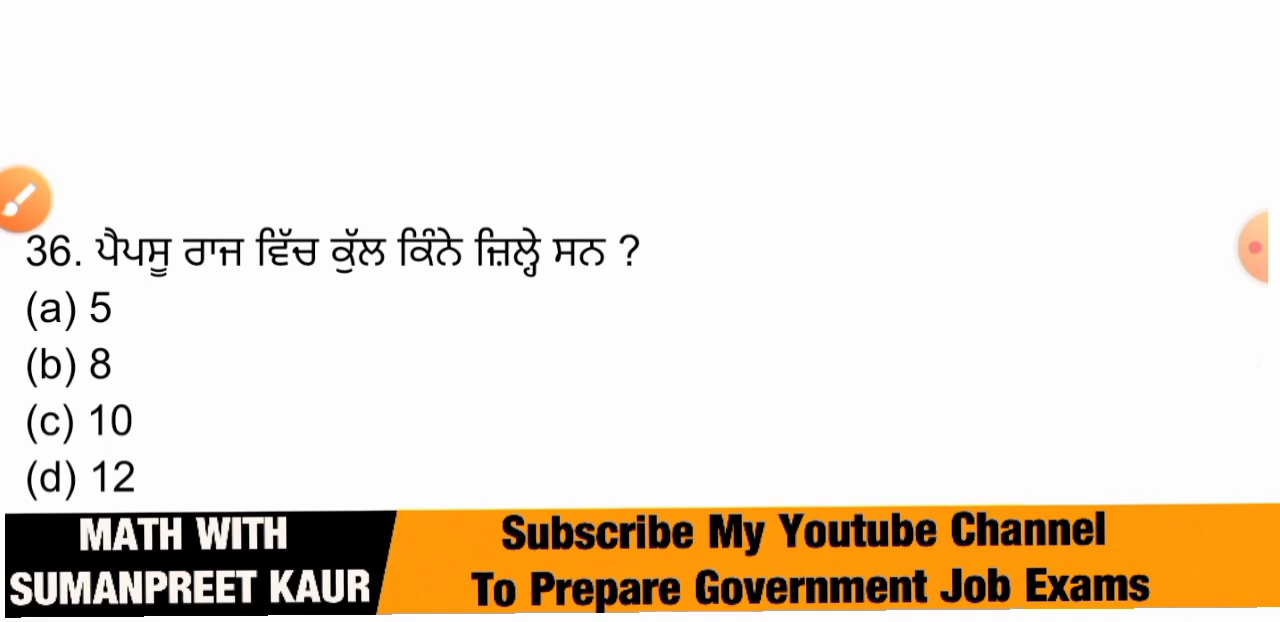 36. ਪੈਪਸੂ ਰਾਜ ਵਿੱਚ ਕੁੱਲ ਕਿੰਨੇ ਜ਼ਿਲ੍ਹੇ ਸਨ ?
(a) 5
(b) 8
(c) 10
(d) 12
MATH WITH
SUMANPREET KAUR
Subscribe My Youtube Channel
To Prepare Government Job Exams